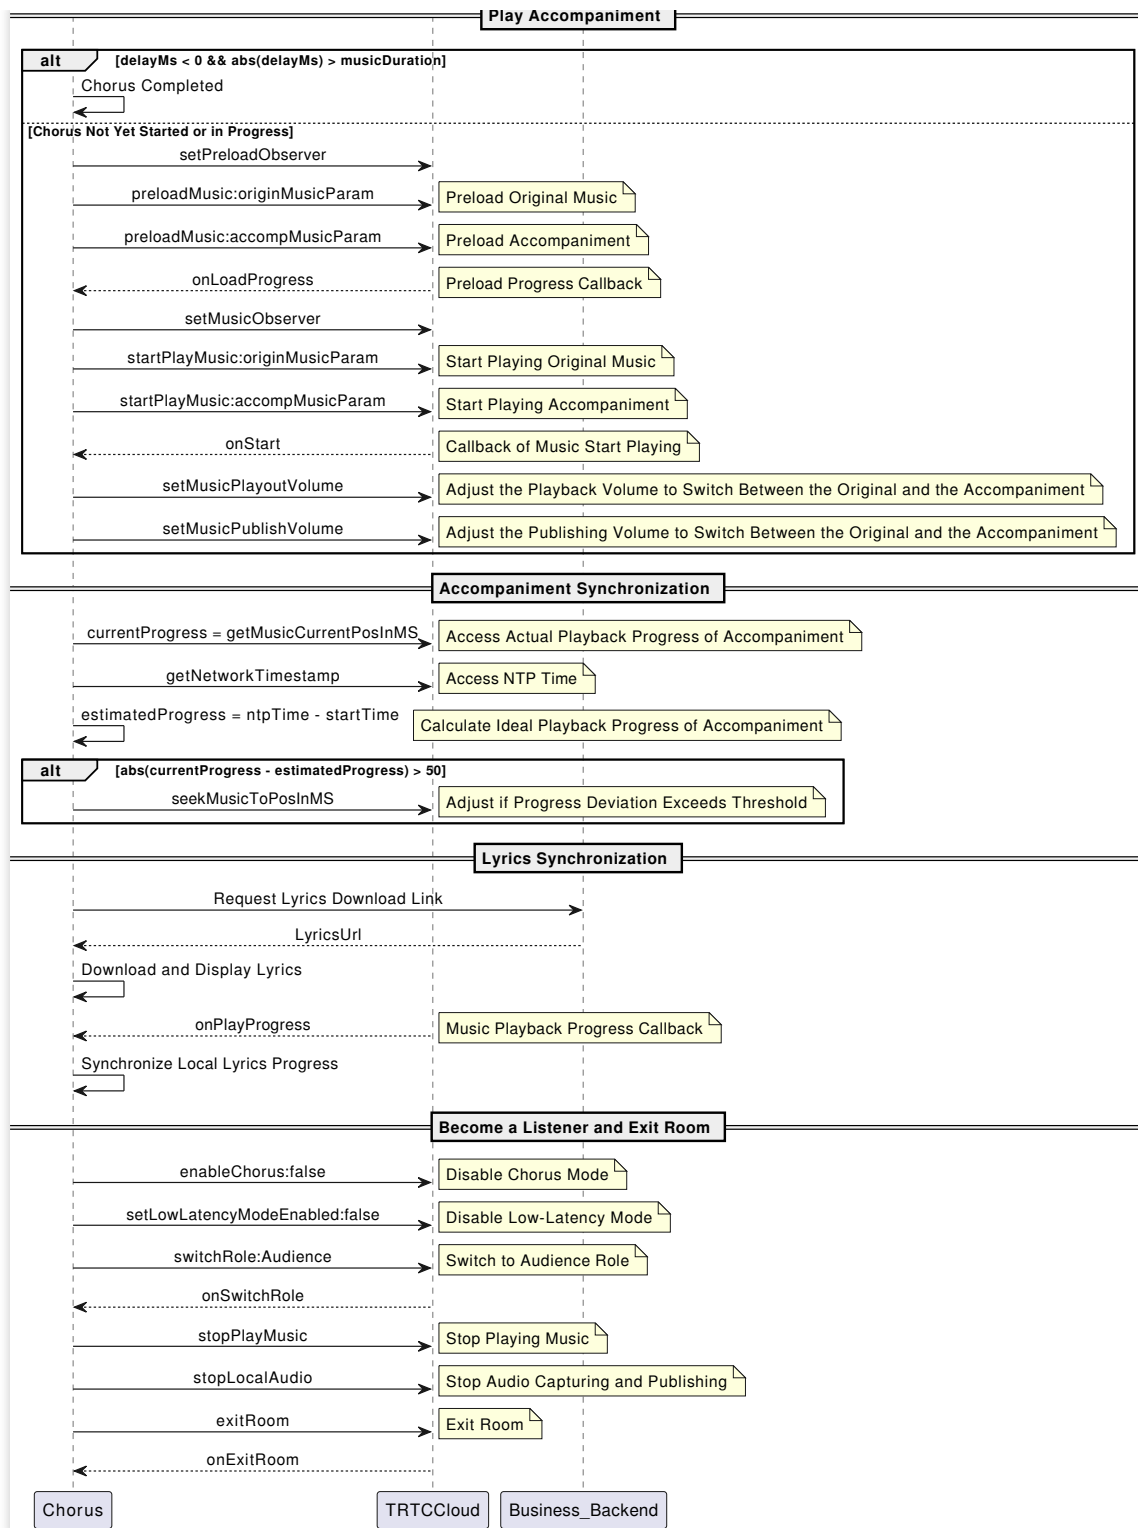 Play Accompaniment
alt [delayMs < 0 && abs(delayMs) > musicDuration]
Chorus Completed
[Chorus Not Yet Started or in Progress]
setPreloadObserver
preloadMusic:originMusicParam Preload Original Music
preloadMusic:accompMusicParam Preload Accompaniment
onLoadProgress Preload Progress Callback
setMusicObserver
startPlayMusic:originMusicParam Start Playing Original Music
startPlayMusic:accompMusicParam Start Playing Accompaniment
onStart Callback of Music Start Playing
setMusicPlayoutVolume Adjust the Playback Volume to Switch Between the Original and the Accompaniment
setMusicPublishVolume Adjust the Publishing Volume to Switch Between the Original and the Accompaniment
Accompaniment Synchronization
currentProgress = getMusicCurrentPosInMS Access Actual Playback Progress of Accompaniment
getNetworkTimestamp Access NTP Time
estimatedProgress = ntpTime - startTime Calculate Ideal Playback Progress of Accompaniment
alt [abs(currentProgress - estimatedProgress) > 50]
seekMusicToPosInMS Adjust if Progress Deviation Exceeds Threshold
Lyrics Synchronization
Request Lyrics Download Link
LyricsUrl
Download and Display Lyrics
onPlayProgress Music Playback Progress Callback
Synchronize Local Lyrics Progress
Become a Listener and Exit Room
enableChorus:false Disable Chorus Mode
setLowLatencyModeEnabled:false Disable Low-Latency Mode
switchRole:Audience Switch to Audience Role
onSwitchRole
stopPlayMusic Stop Playing Music
stopLocalAudio Stop Audio Capturing and Publishing
exitRoom Exit Room
onExitRoom
Chorus TRTCCloud Business_Backend